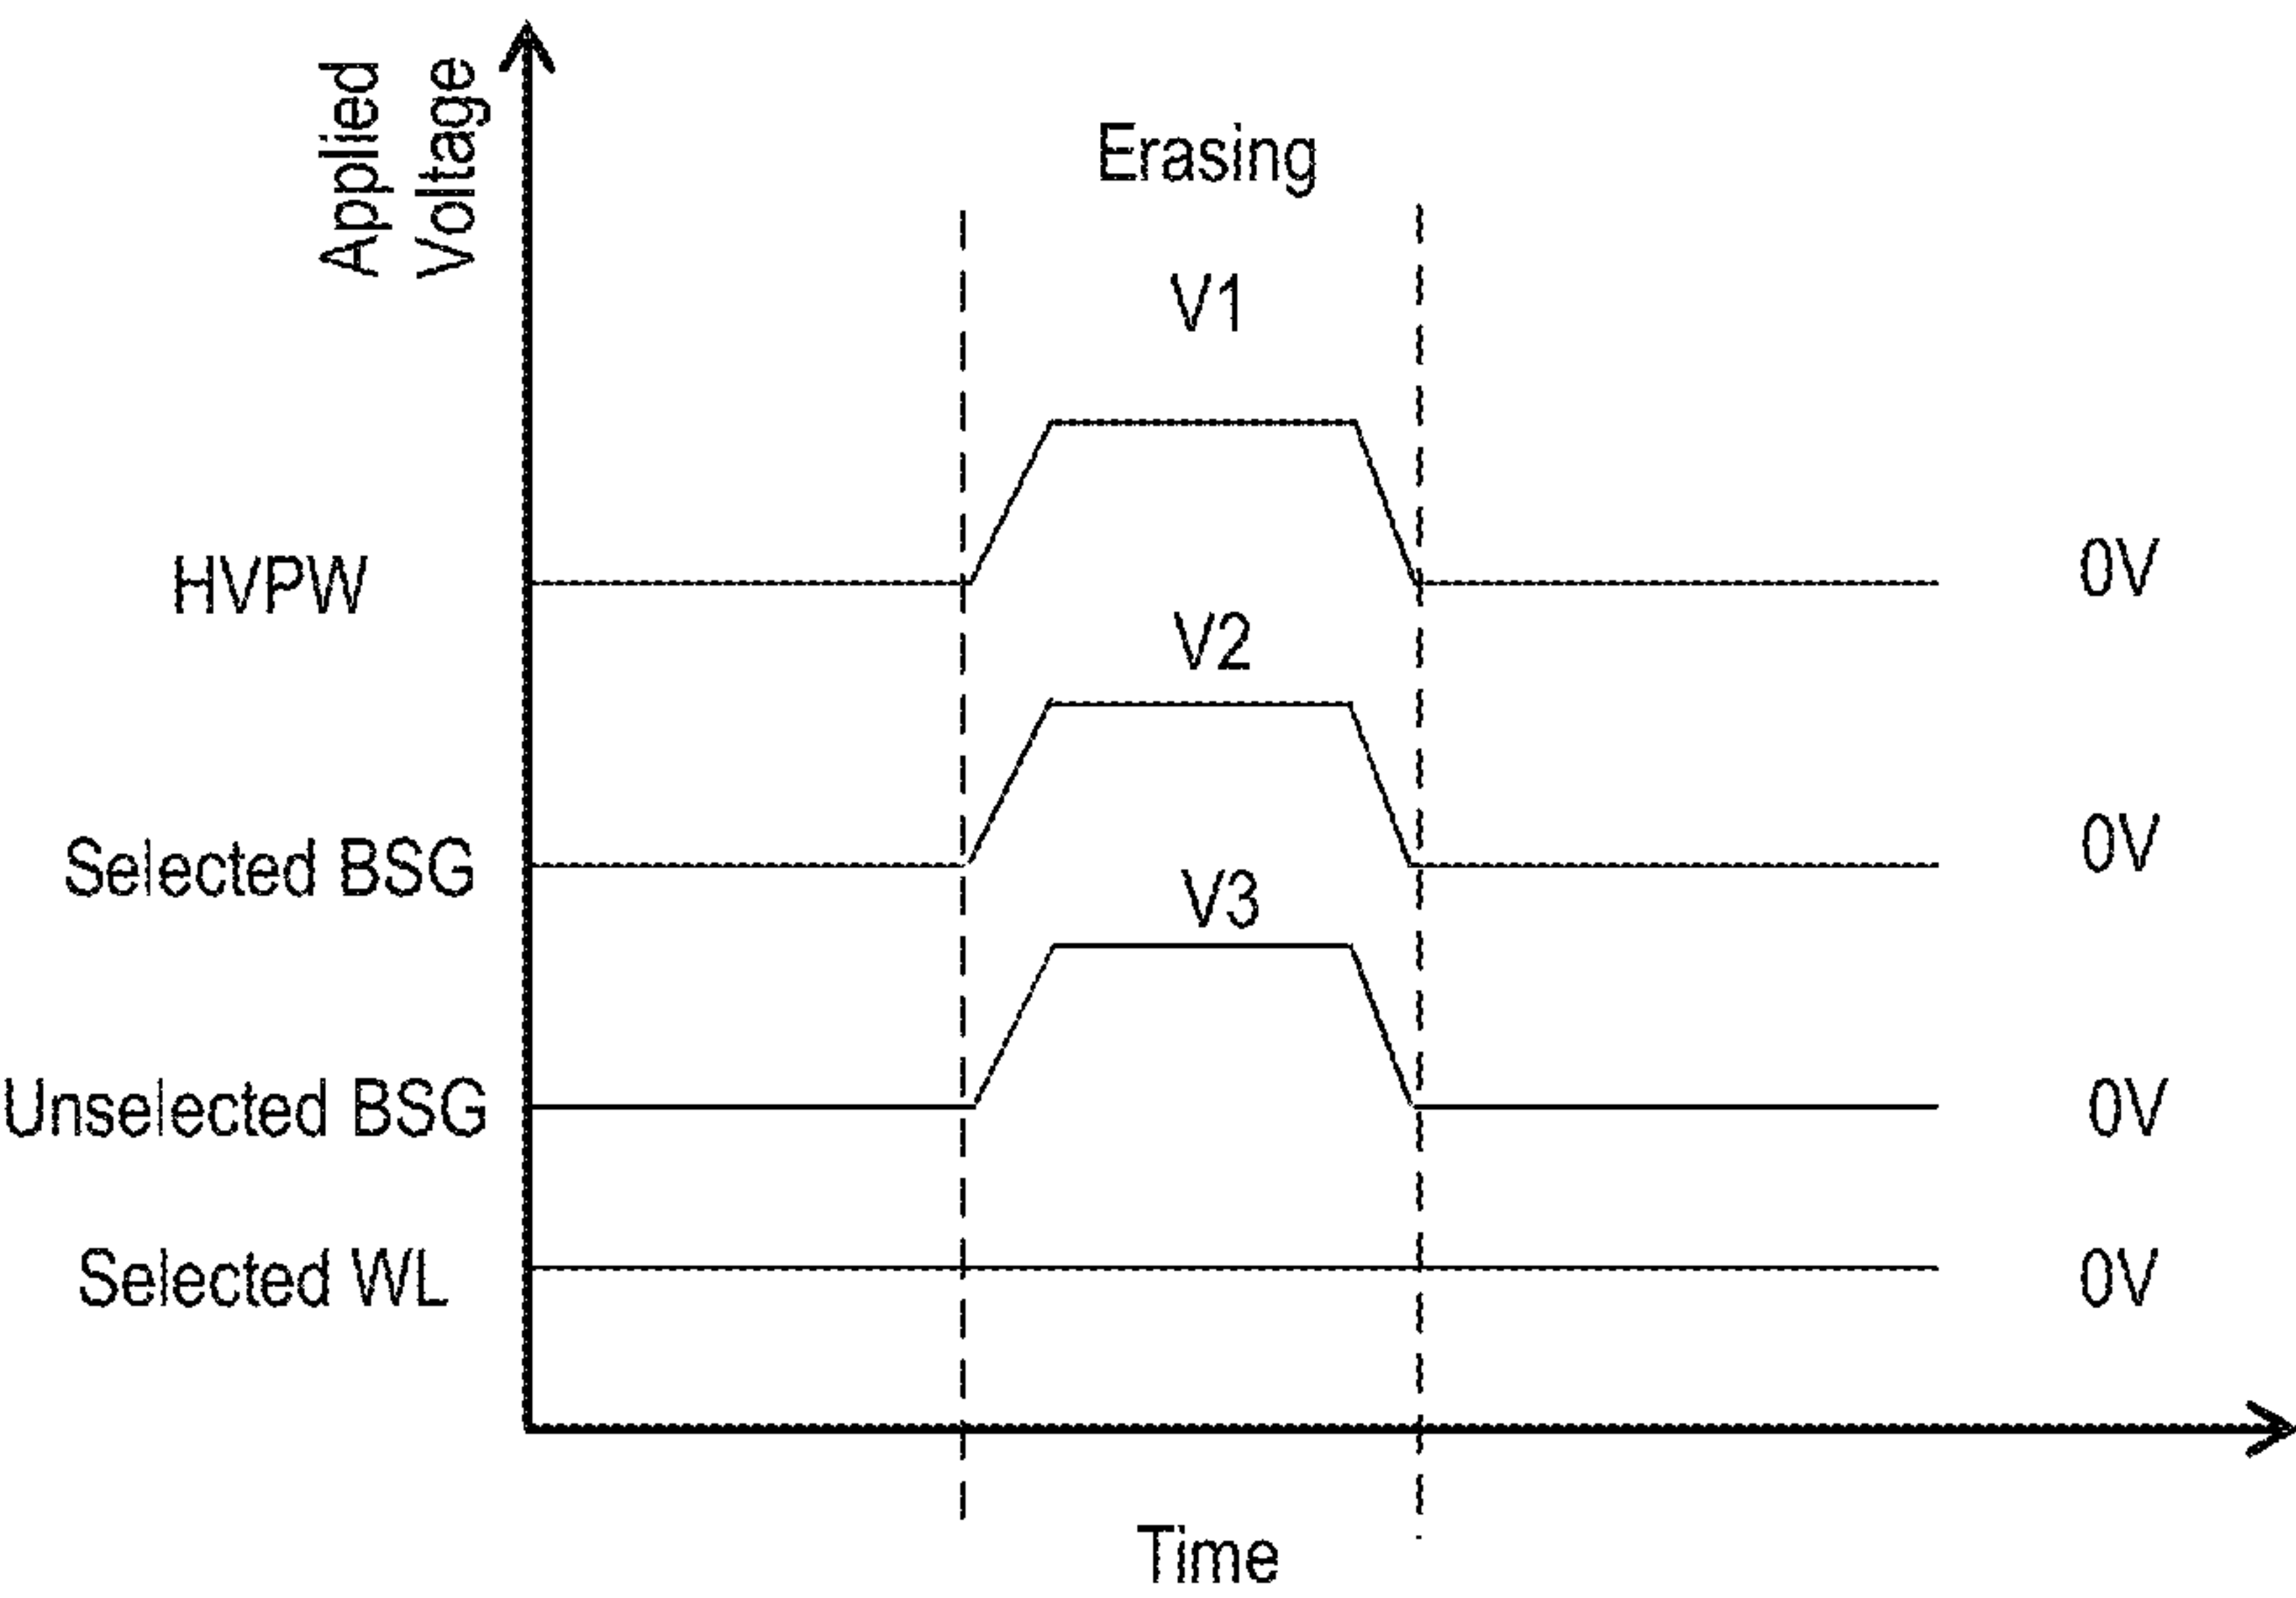 Applied
Voltage
Erasing
V1
HVPW
0V
V2
Selected BSG
0V
V3
Unselected BSG
0V
Selected WL
0V
Time